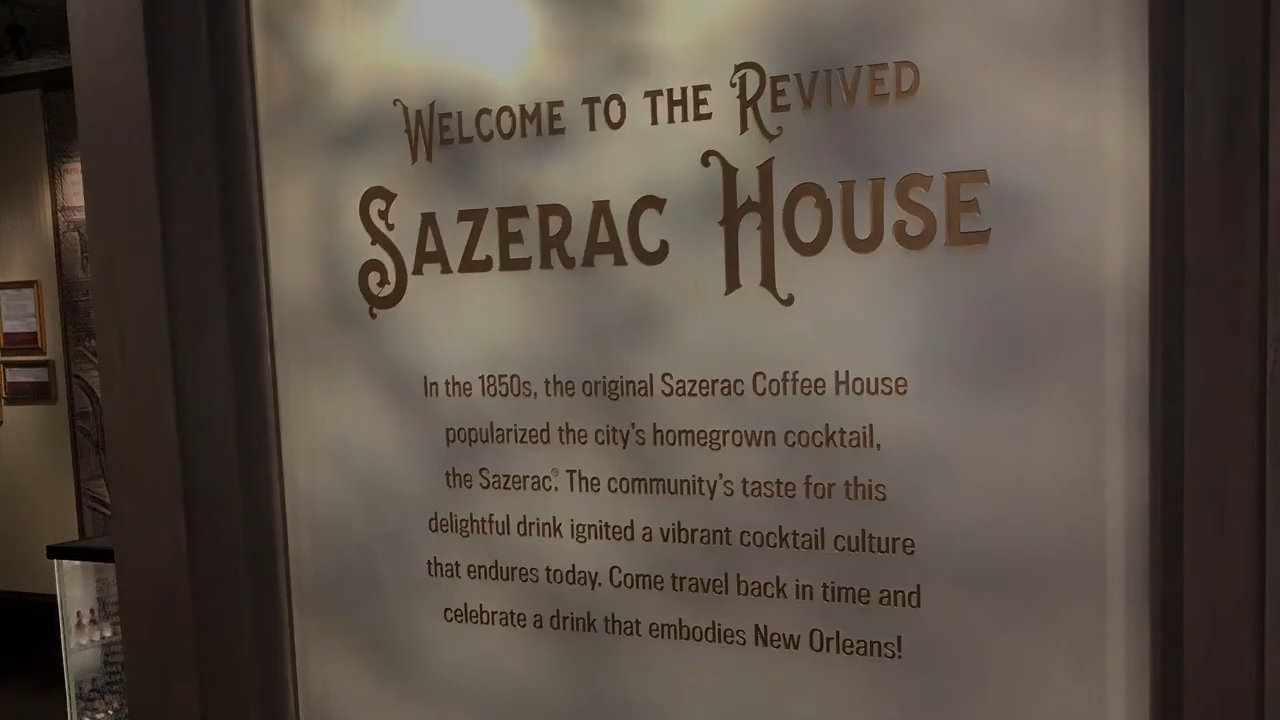 Welcome to the Revived
Sazerac House
In the 1850s, the original Sazerac Coffee House
popularized the city's homegrown cocktail,
the Sazerac®. The community's taste for this
delightful drink ignited a vibrant cocktail culture
that endures today. Come travel back in time and
celebrate a drink that embodies New Orleans!